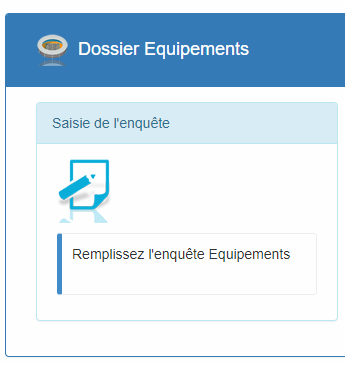 Dossier Equipements
Saisie de l'enquête
Remplissez l'enquête Equipements